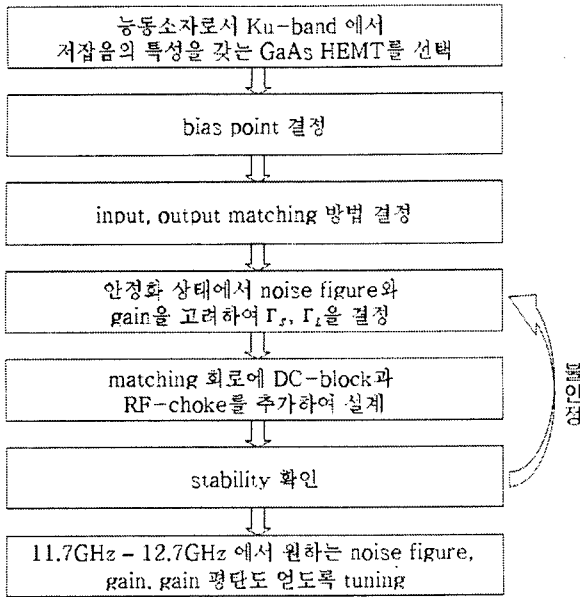 능동소자로서 Ku-band 에서
저잡음의 특성을 갖는 GaAs HEMT를 선택
bias point 결정
input, output matching 방법 결정
안정화 상태에서 noise figure와
gain을 고려하여 Γs, ΓL을 결정
matching 회로에 DC-block과
RF-choke를 추가하여 설계
stability 확인
불안정
11.7GHz - 12.7GHz 에서 원하는 noise figure,
gain. gain 평탄도 얻도록 tuning